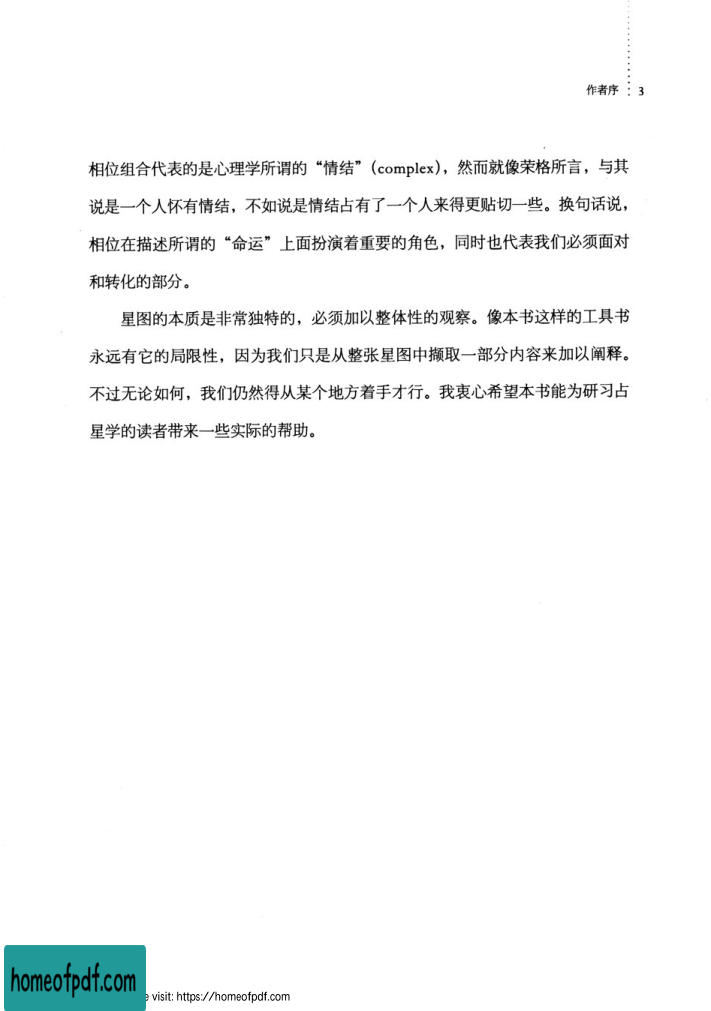 作者序 3
相位组合代表的是心理学所谓的“情结”（complex），然而就像荣格所言，与其
说是一个人怀有情结，不如说是情结占有了一个人来得更贴切一些。换句话说，
相位在描述所谓的“命运”上面扮演着重要的角色，同时也代表我们必须面对
和转化的部分。
星图的本质是非常独特的，必须加以整体性的观察。像本书这样的工具书
永远有它的局限性，因为我们只是从整张星图中撷取一部分内容来加以阐释。
不过无论如何，我们仍然得从某个地方着手才行。我衷心希望本书能为研习占
星学的读者带来一些实际的帮助。
homeofpdf.com
e visit: https://homeofpdf.com